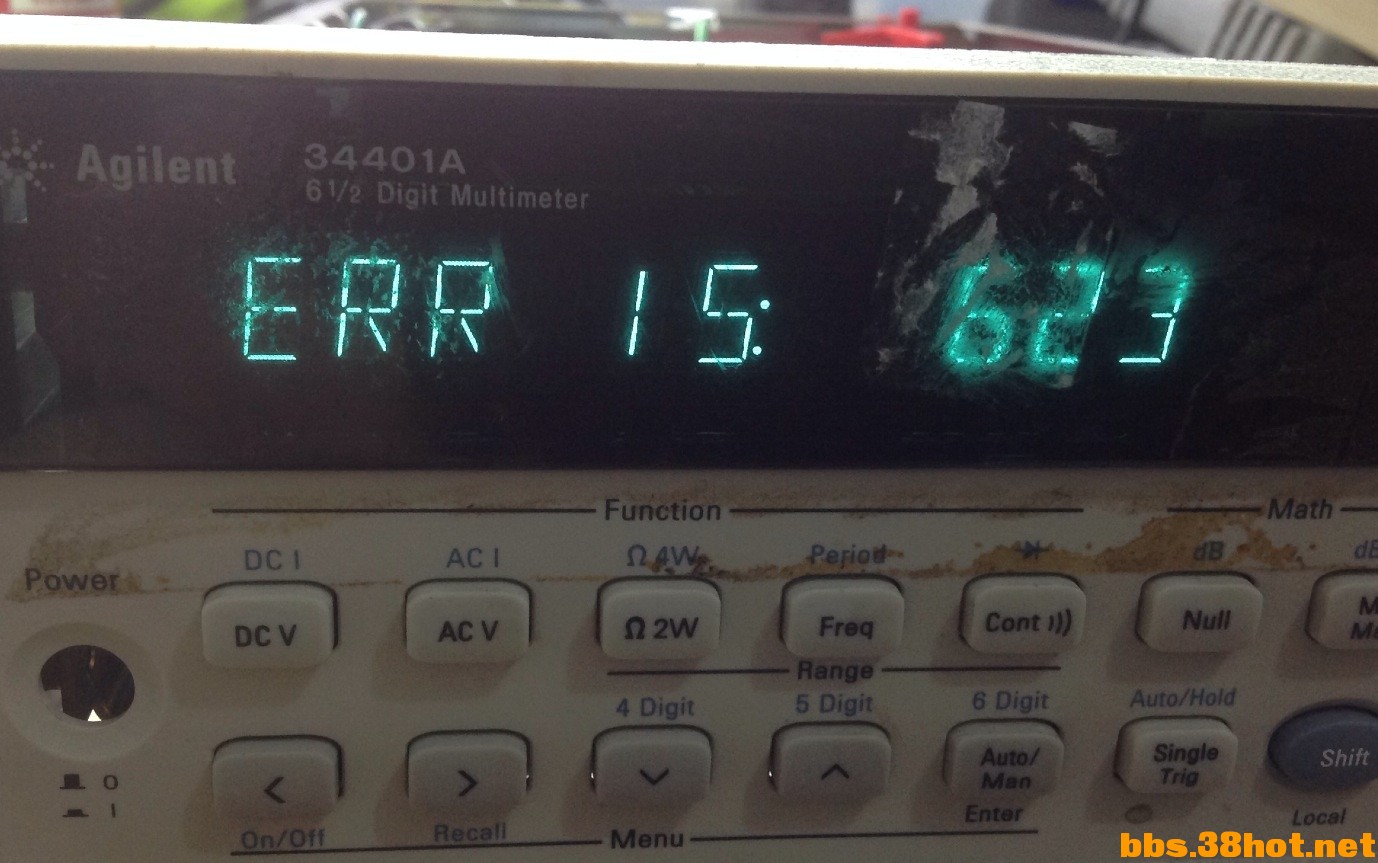 Agilent 34401A
6 1/2 Digit Multimeter
ERR 15: 623
Function Math
DC I AC I Ω 4W Period dB
Power
DC V AC V Ω 2W Freq Cont Null
Range
4 Digit 5 Digit 6 Digit Auto/Hold
< > ∨ ∧ Auto/ Man Single Trig Shift
O
I
On/Off Recall Menu Enter Local
bbs.38hot.net